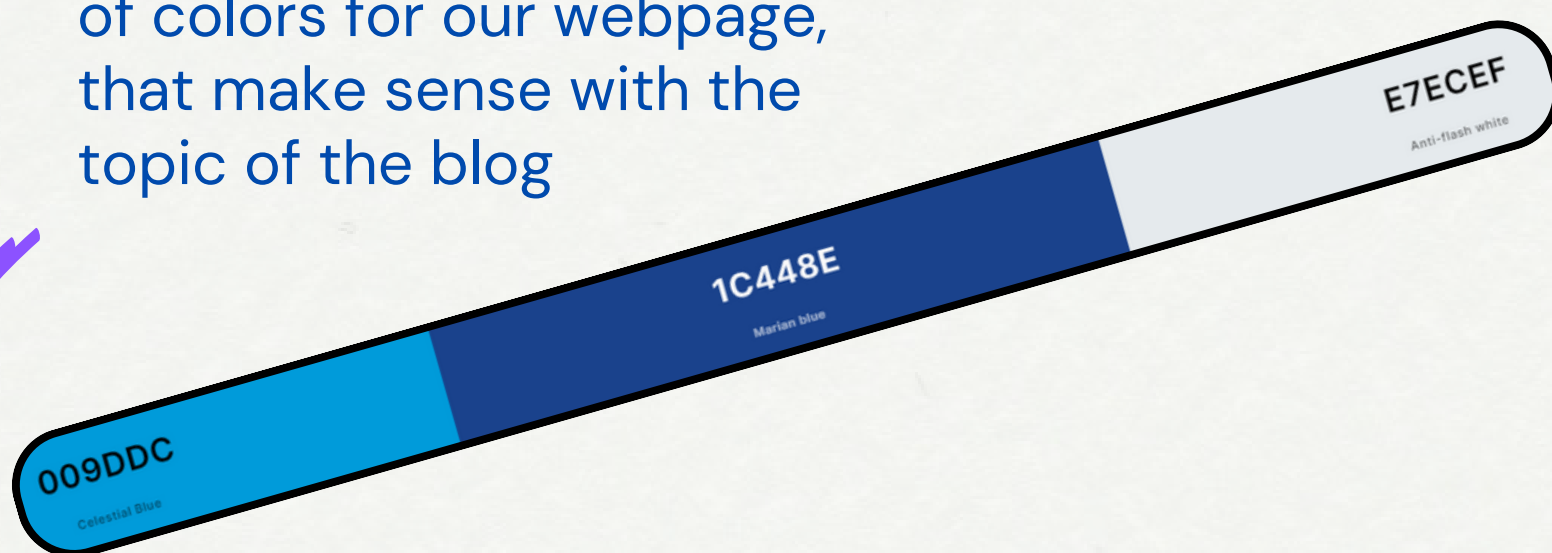 of colors for our webpage,
that make sense with the
topic of the blog
E7ECEF
Anti-flash white
1C448E
Marian blue
009DDC
Celestial Blue